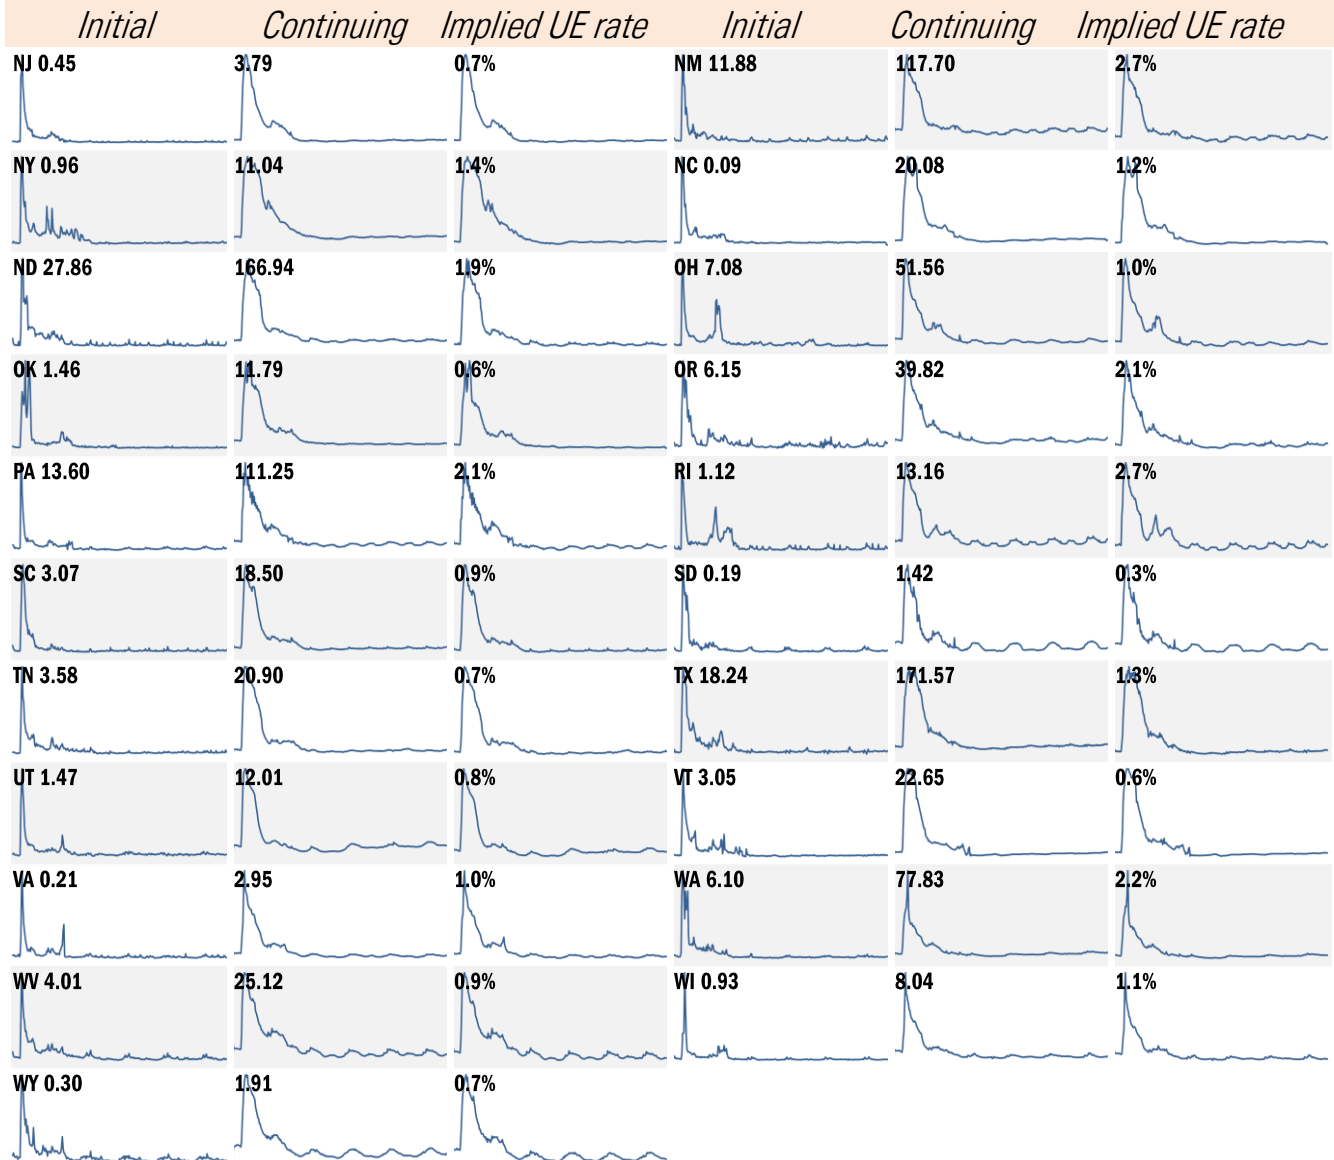 Initial Continuing Implied UE rate Initial Continuing Implied UE rate
NJ 0.45 3.79 0.7% NM 11.88 117.70 2.7%
NY 0.96 11.04 1.4% NC 0.09 20.08 1.2%
ND 27.86 166.94 1.9% OH 7.08 51.56 1.0%
OK 1.46 11.79 0.6% OR 6.15 39.82 2.1%
PA 13.60 111.25 2.1% RI 1.12 13.16 2.7%
SC 3.07 18.50 0.9% SD 0.19 1.42 0.3%
TN 3.58 20.90 0.7% TX 18.24 171.57 1.3%
UT 1.47 12.01 0.8% VT 3.05 22.65 0.6%
VA 0.21 2.95 1.0% WA 6.10 77.83 2.2%
WV 4.01 25.12 0.9% WI 0.93 8.04 1.1%
WY 0.30 1.91 0.7%